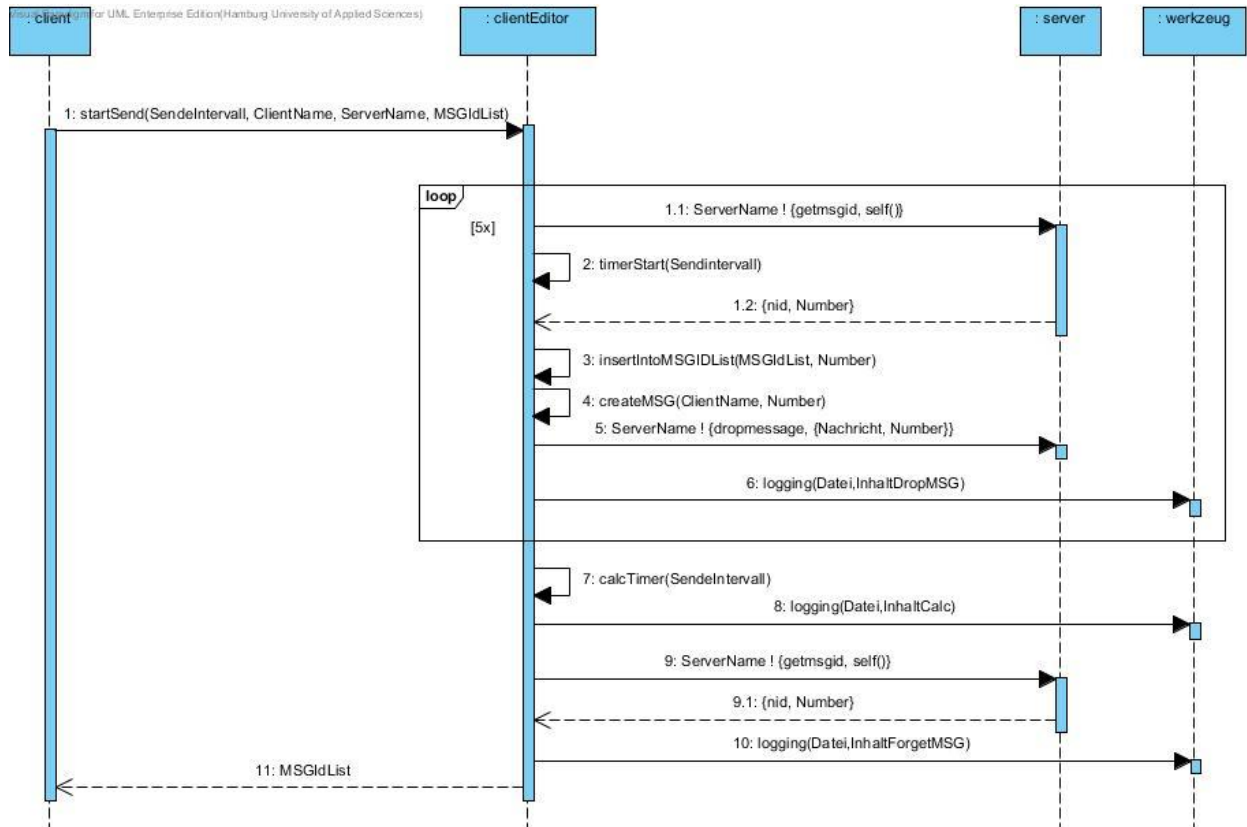 Visual Paradigm for UML Enterprise Edition(Hamburg University of Applied Sciences)
: client
: clientEditor
: server
: werkzeug
1: startSend(SendeIntervall, ClientName, ServerName, MSGIdList)
loop
[5x]
1.1: ServerName ! {getmsgid, self()}
2: timerStart(Sendintervall)
1.2: {nid, Number}
3: insertIntoMSGIDList(MSGIdList, Number)
4: createMSG(ClientName, Number)
5: ServerName ! {dropmessage, {Nachricht, Number}}
6: logging(Datei,InhaltDropMSG)
7: calcTimer(SendeIntervall)
8: logging(Datei,InhaltCalc)
9: ServerName ! {getmsgid, self()}
9.1: {nid, Number}
10: logging(Datei,InhaltForgetMSG)
11: MSGIdList